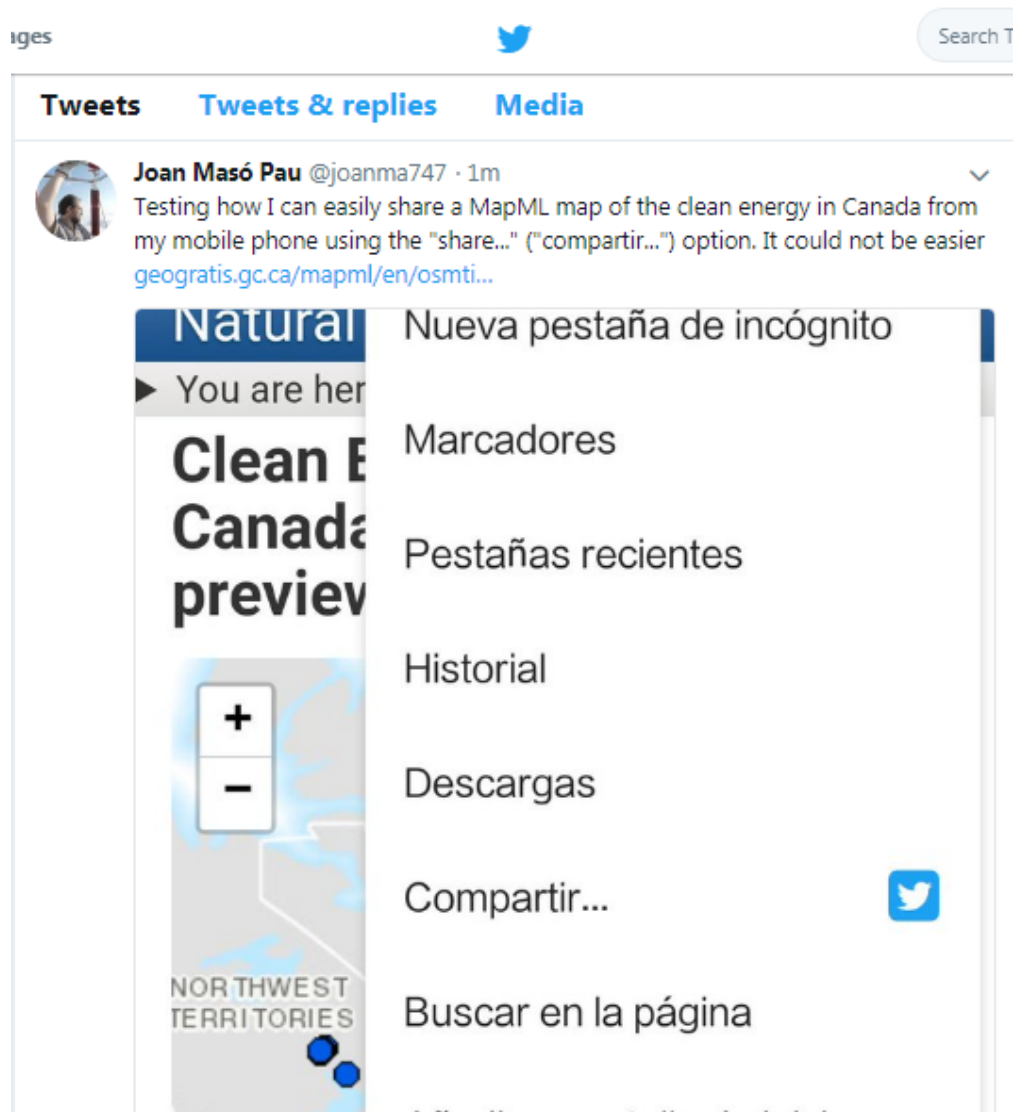 ages
Search T
Tweets Tweets & replies Media
Joan Masó Pau @joanma747 · 1m
Testing how I can easily share a MapML map of the clean energy in Canada from
my mobile phone using the "share..." ("compartir...") option. It could not be easier
geogratis.gc.ca/mapml/en/osmti...
Natural
Nueva pestaña de incógnito
You are her
Marcadores
Clean E
Canada
preview
Pestañas recientes
Historial
+
−
Descargas
Compartir...
NORTHWEST
TERRITORIES
Buscar en la página